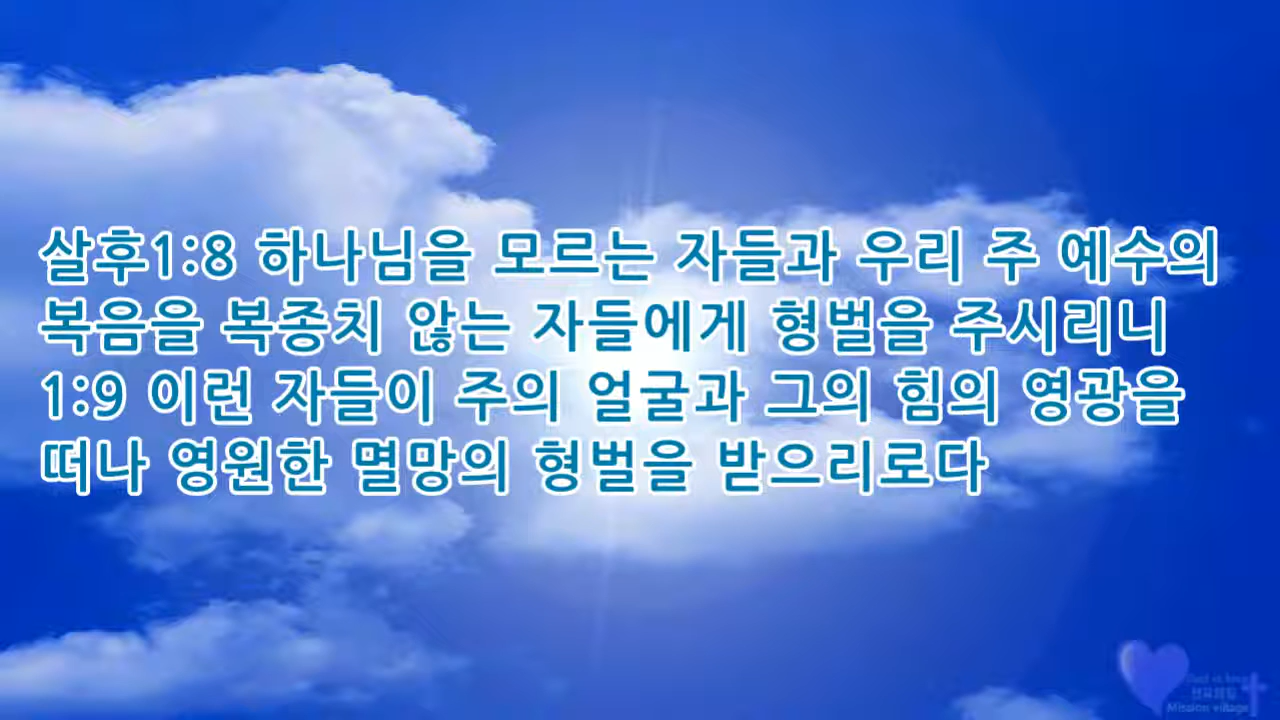 살후1:8 하나님을 모르는 자들과 우리 주 예수의
복음을 복종치 않는 자들에게 형벌을 주시리니
1:9 이런 자들이 주의 얼굴과 그의 힘의 영광을
떠나 영원한 멸망의 형벌을 받으리로다
Mission village